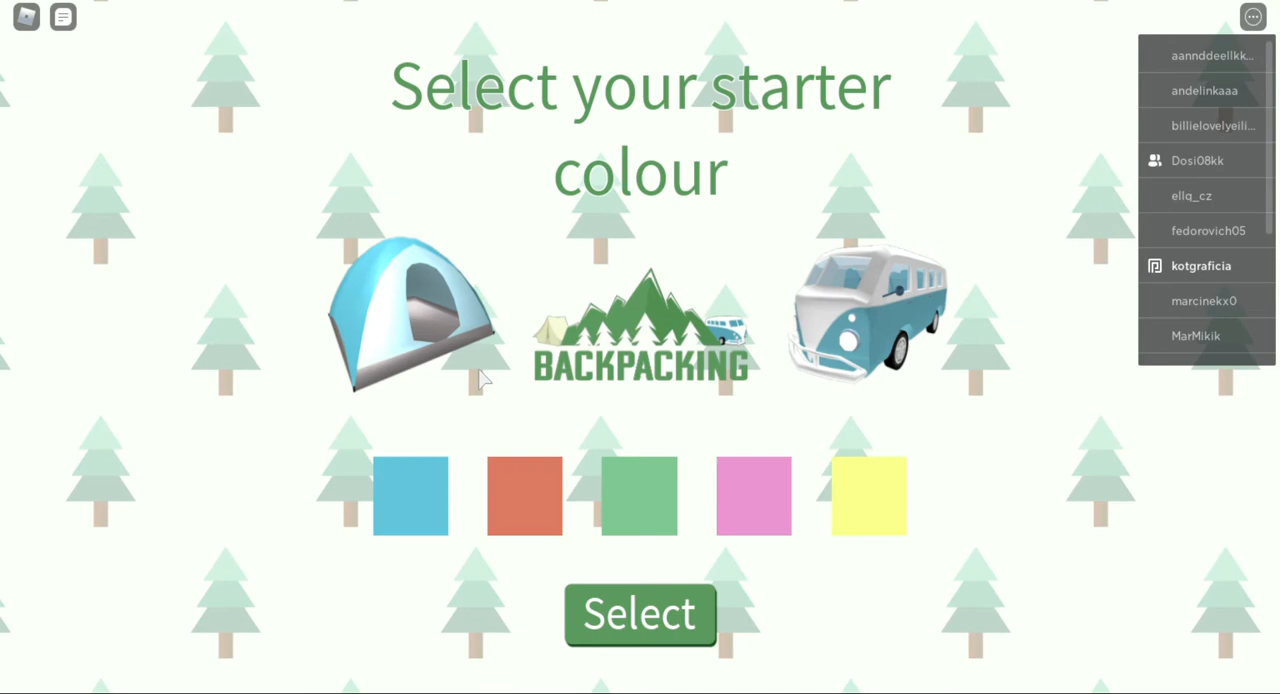 Select your starter
colour
BACKPACKING
Select
aannddeellkk...
andelinkaaa
billielovelyeili...
Dosi08kk
ellq_cz
fedorovich05
kotgraficia
marcinekx0
MarMikik